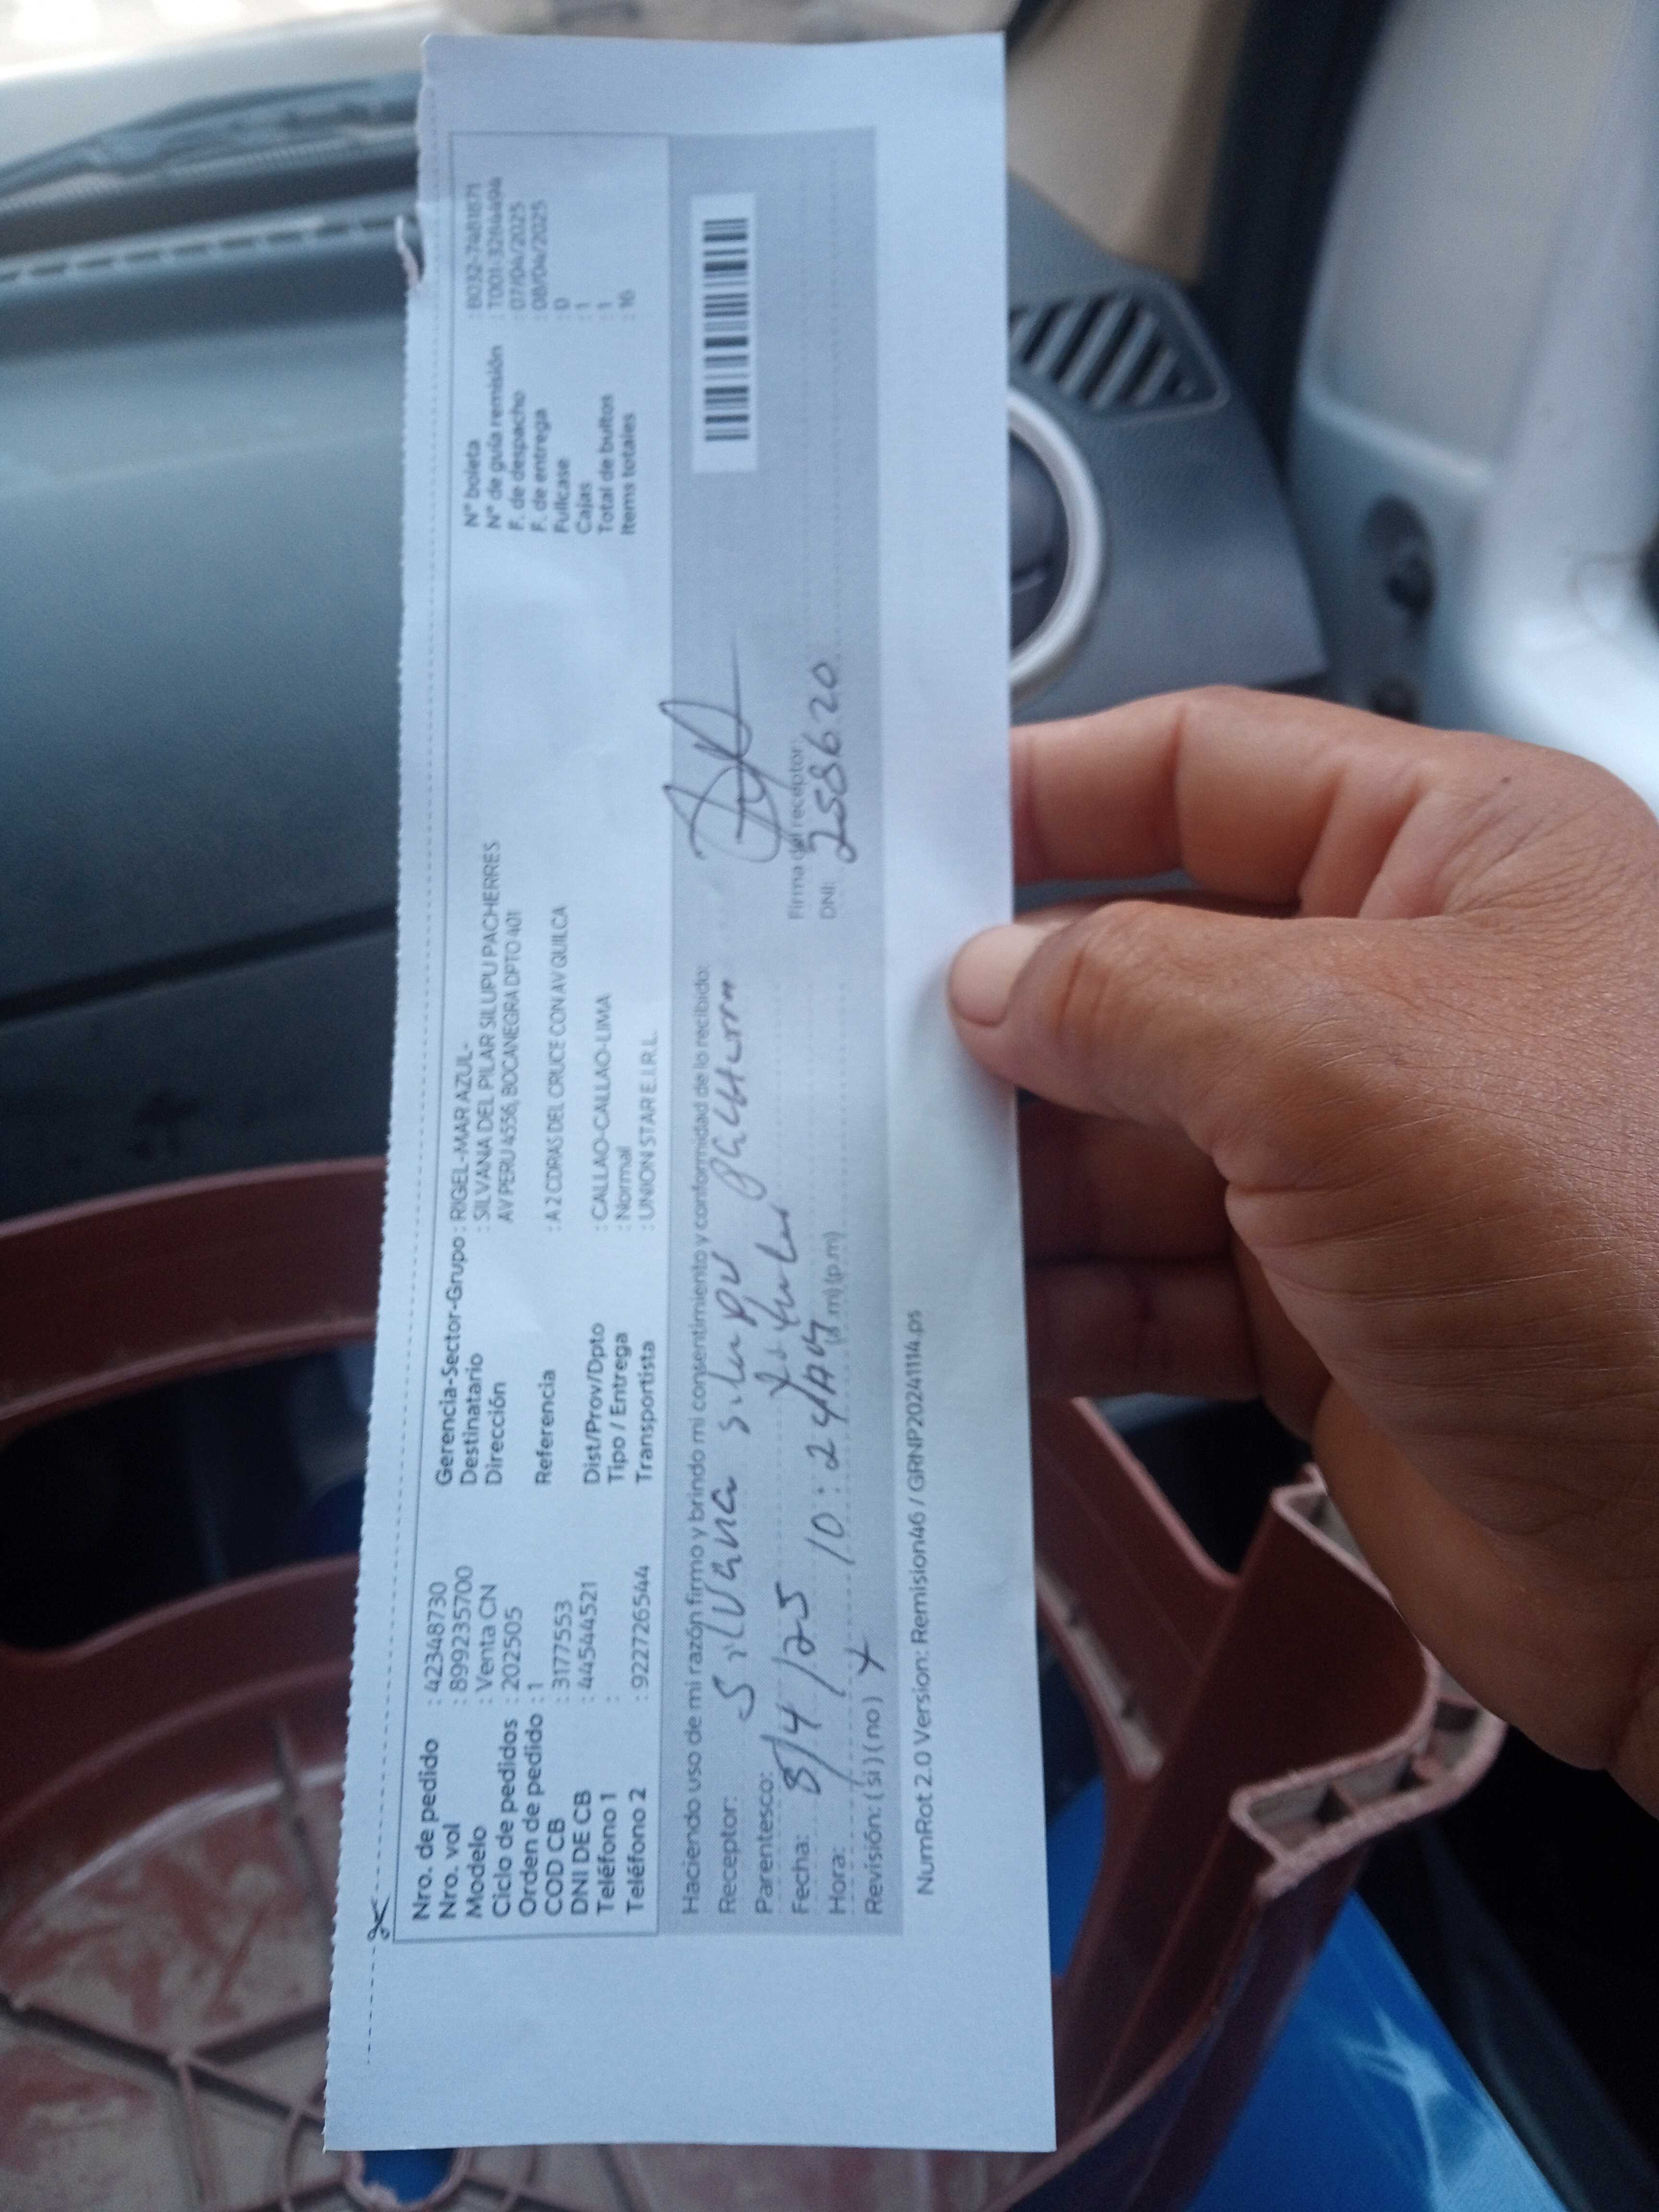 Nro. de pedido : 42348730
Nro. vol : 899235700
Modelo : Venta CN
Ciclo de pedidos : 202505
Orden de pedido : 1
COD CB : 3177553
DNI DE CB : 44544521
Teléfono 1 :
Teléfono 2 : 922726544
Gerencia-Sector-Grupo : RIGEL-MAR AZUL-
Destinatario : SILVANA DEL PILAR SILUPU PACHERRES
Dirección AV PERU 4556, BOCANEGRA DPTO 401
Referencia : A 2 CDRAS DEL CRUCE CON AV QUILCA
Dist/Prov/Dpto : CALLAO-CALLAO-LIMA
Tipo / Entrega : Normal
Transportista : UNION STAR E.I.R.L.
N° boleta : B032-7481871
N° de guía remisión : T001-
F. de despacho : 07/04/2025
F. de entrega : 08/04/2025
Fullcase : 0
Cajas : 1
Total de bultos : 1
Items totales : 16
Haciendo uso de mi razón firmo y brindo mi consentimiento y conformidad de lo recibido:
Receptor: Silvana Silupu
Parentesco:
Fecha: 8/4/25
Hora: 10:24 AM (a.m) (p.m)
Revisión: ( si ) ( no ) X
Firma del receptor:
DNI: 2558620
NumRot 2.0 Version: Remision46 / GRNP20241114.ps